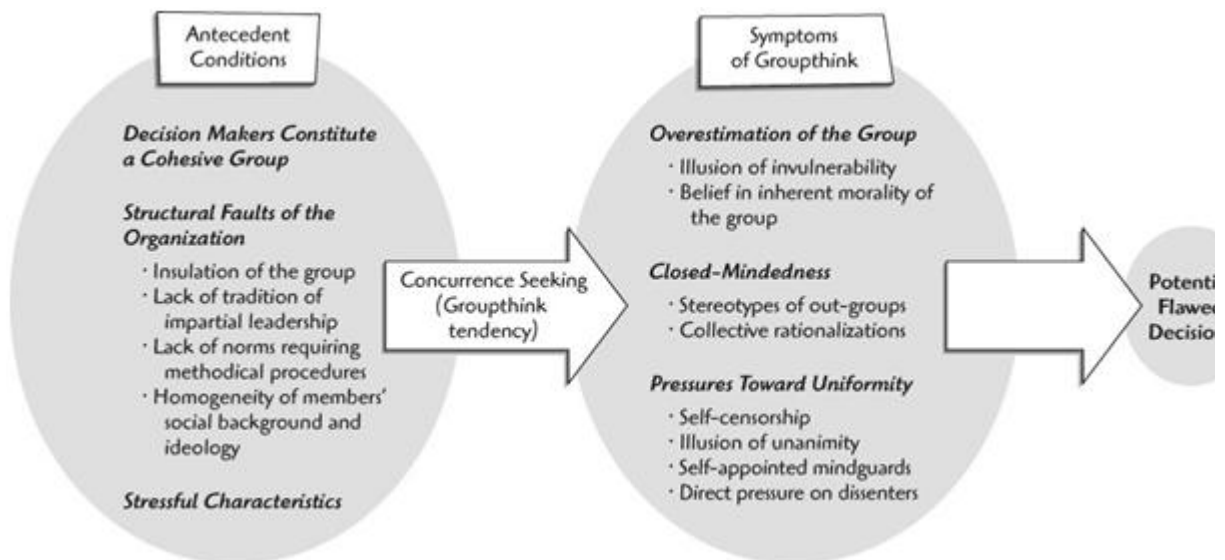 Antecedent
Conditions
Decision Makers Constitute
a Cohesive Group
Structural Faults of the
Organization
· Insulation of the group
· Lack of tradition of
impartial leadership
· Lack of norms requiring
methodical procedures
· Homogeneity of members'
social background and
ideology
Stressful Characteristics
Concurrence Seeking
(Groupthink
tendency)
Symptoms
of Groupthink
Overestimation of the Group
· Illusion of invulnerability
· Belief in inherent morality of
the group
Closed-Mindedness
· Stereotypes of out-groups
· Collective rationalizations
Pressures Toward Uniformity
· Self-censorship
· Illusion of unanimity
· Self-appointed mindguards
· Direct pressure on dissenters
Potenti
Flawed
Decision